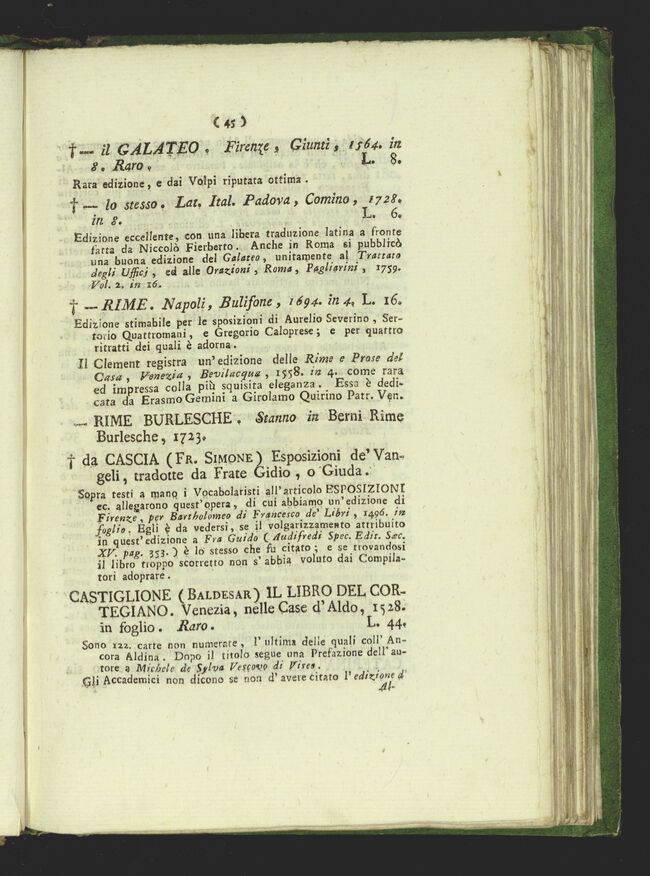 ( 45 )
†— il GALATEO. Firenze, Giunti, 1564. in
8. Raro. L. 8.
Rara edizione, e dai Volpi riputata ottima.
† — lo stesso. Lat. Ital. Padova, Comino, 1728.
in 8. L. 6.
Edizione eccellente, con una libera traduzione latina a fronte
fatta da Niccolò Fierberto. Anche in Roma si pubblicò
una buona edizione del Galateo, unitamente al Trattato
degli Ufficj, ed alle Orazioni, Roma, Pagliarini, 1759.
Vol. 2. in 16.
† — RIME. Napoli, Bulifone, 1694. in 4. L. 16.
Edizione stimabile per le sposizioni di Aurelio Severino, Ser-
torio Quattromani, e Gregorio Caloprese; e per quattro
ritratti dei quali è adorna.
Il Clement registra un'edizione delle Rime e Prose del
Casa, Venezia, Bevilacqua, 1558. in 4. come rara
ed impressa colla più squisita eleganza. Essa è dedi-
cata da Erasmo Gemini a Girolamo Quirino Patr. Ven.
— RIME BURLESCHE. Stanno in Berni Rime
Burlesche, 1723.
† da CASCIA (FR. SIMONE) Esposizioni de' Van-
geli, tradotte da Frate Gidio, o Giuda.
Sopra testi a mano i Vocabolaristi all'articolo ESPOSIZIONI
ec. allegarono quest'opera, di cui abbiamo un'edizione di
Firenze, per Bartholomeo di Francesco de' Libri, 1496. in
foglio. Egli è da vedersi, se il volgarizzamento attribuito
in quest'edizione a Fra Guido (Audifredi Spec. Edit. Sæc.
XV. pag. 353.) è lo stesso che fu citato; e se trovandosi
il libro troppo scorretto non s'abbia voluto dai Compila-
tori adoprare.
CASTIGLIONE (BALDESAR) IL LIBRO DEL COR-
TEGIANO. Venezia, nelle Case d'Aldo, 1528.
in foglio. Raro. L. 44.
Sono 122. carte non numerate, l'ultima delle quali coll'An-
cora Aldina. Dopo il titolo segue una Prefazione dell'au-
tore a Michele de Sylva Vescovo di Viseo.
Gli Accademici non dicono se non d'avere citato l'edizione d'
Al-